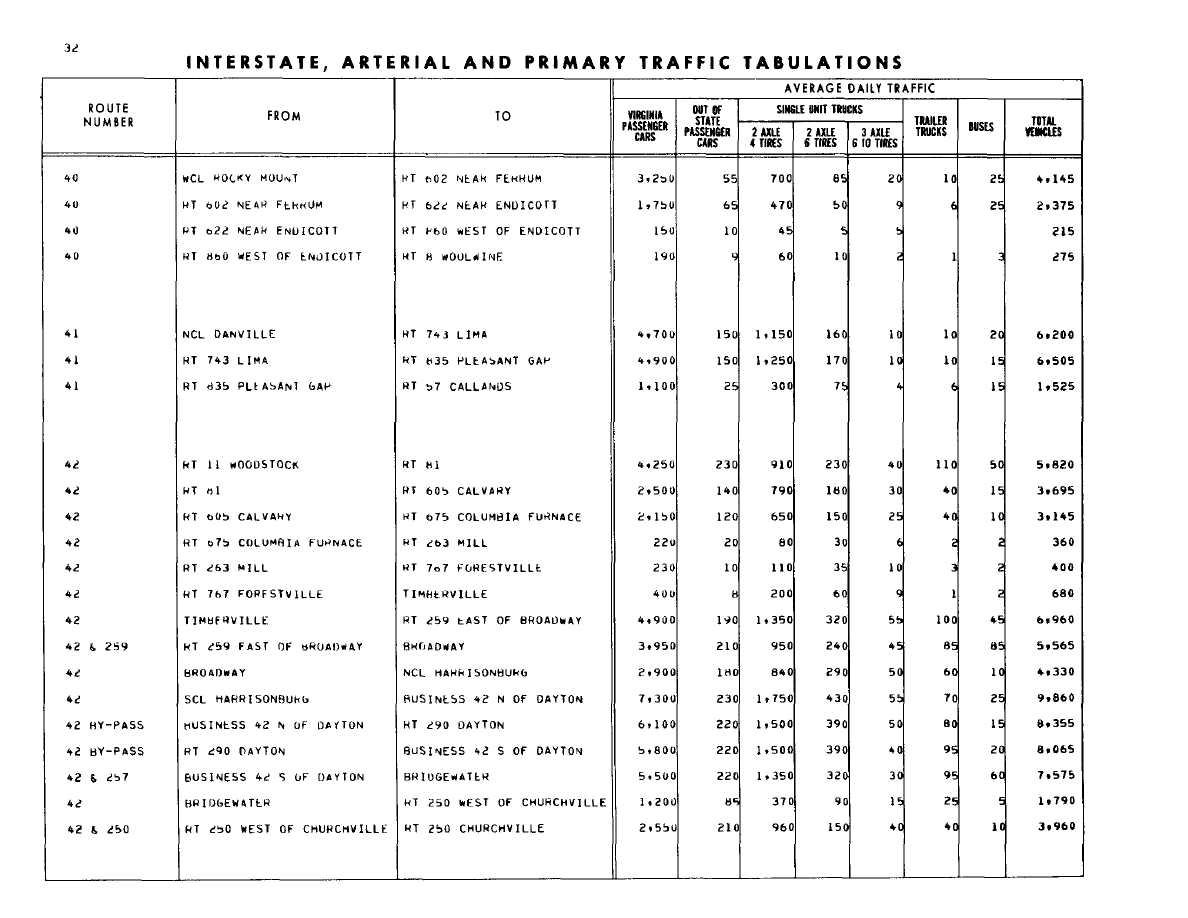 32
INTERSTATE, ARTERIAL AND PRIMARY TRAFFIC TABULATIONS
ROUTE NUMBER FROM TO AVERAGE DAILY TRAFFIC
VIRGINIA PASSENGER CARS OUT OF STATE PASSENGER CARS SINGLE UNIT TRUCKS TRAILER TRUCKS BUSES TOTAL VEHICLES
2 AXLE 4 TIRES 2 AXLE 6 TIRES 3 AXLE 6 10 TIRES
40 WCL ROCKY MOUNT RT 602 NEAR FERRUM 3,250 55 700 85 20 10 25 4,145
40 RT 602 NEAR FERRUM RT 622 NEAR ENDICOTT 1,750 65 470 50 9 6 25 2,375
40 RT 622 NEAR ENDICOTT RT 860 WEST OF ENDICOTT 150 10 45 5 5 215
40 RT 860 WEST OF ENDICOTT RT 8 WOOLWINE 190 9 60 10 2 1 3 275
41 NCL DANVILLE RT 743 LIMA 4,700 150 1,150 160 10 10 20 6,200
41 RT 743 LIMA RT 835 PLEASANT GAP 4,900 150 1,250 170 10 10 15 6,505
41 RT 835 PLEASANT GAP RT 57 CALLANDS 1,100 25 300 75 4 6 15 1,525
42 RT 11 WOODSTOCK RT 81 4,250 230 910 230 40 110 50 5,820
42 RT 81 RT 605 CALVARY 2,500 140 790 180 30 40 15 3,695
42 RT 605 CALVARY RT 675 COLUMBIA FURNACE 2,150 120 650 150 25 40 10 3,145
42 RT 675 COLUMBIA FURNACE RT 263 MILL 220 20 80 30 6 2 2 360
42 RT 263 MILL RT 767 FORESTVILLE 230 10 110 35 10 3 2 400
42 RT 767 FORESTVILLE TIMBERVILLE 400 8 200 60 9 1 2 680
42 TIMBERVILLE RT 259 EAST OF BROADWAY 4,900 190 1,350 320 55 100 45 6,960
42 & 259 RT 259 EAST OF BROADWAY BROADWAY 3,950 210 950 240 45 85 85 5,565
42 BROADWAY NCL HARRISONBURG 2,900 180 840 290 50 60 10 4,330
42 SCL HARRISONBURG BUSINESS 42 N OF DAYTON 7,300 230 1,750 430 55 70 25 9,860
42 BY-PASS BUSINESS 42 N OF DAYTON RT 290 DAYTON 6,100 220 1,500 390 50 80 15 8,355
42 BY-PASS RT 290 DAYTON BUSINESS 42 S OF DAYTON 5,800 220 1,500 390 40 95 20 8,065
42 & 257 BUSINESS 42 S OF DAYTON BRIDGEWATER 5,500 220 1,350 320 30 95 60 7,575
42 BRIDGEWATER RT 250 WEST OF CHURCHVILLE 1,200 85 370 90 15 25 5 1,790
42 & 250 RT 250 WEST OF CHURCHVILLE RT 250 CHURCHVILLE 2,550 210 960 150 40 40 10 3,960